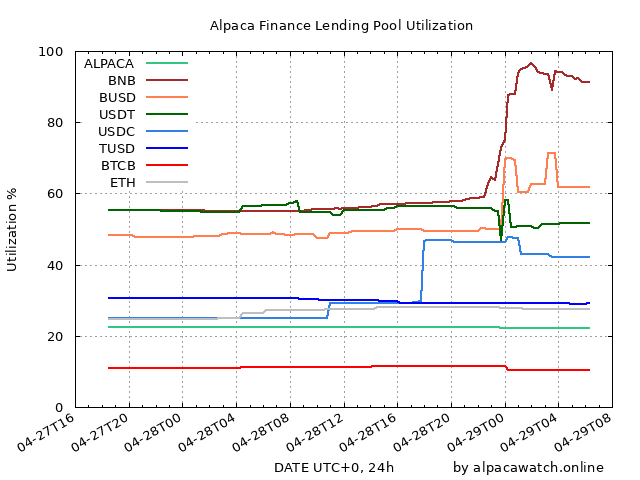 Alpaca Finance Lending Pool Utilization
100
80
60
40
20
0
Utilization %
ALPACA
BNB
BUSD
USDT
USDC
TUSD
BTCB
ETH
04-27T16
04-27T20
04-28T00
04-28T04
04-28T08
04-28T12
04-28T16
04-28T20
04-29T00
04-29T04
04-29T08
DATE UTC+0, 24h
by alpacawatch.online